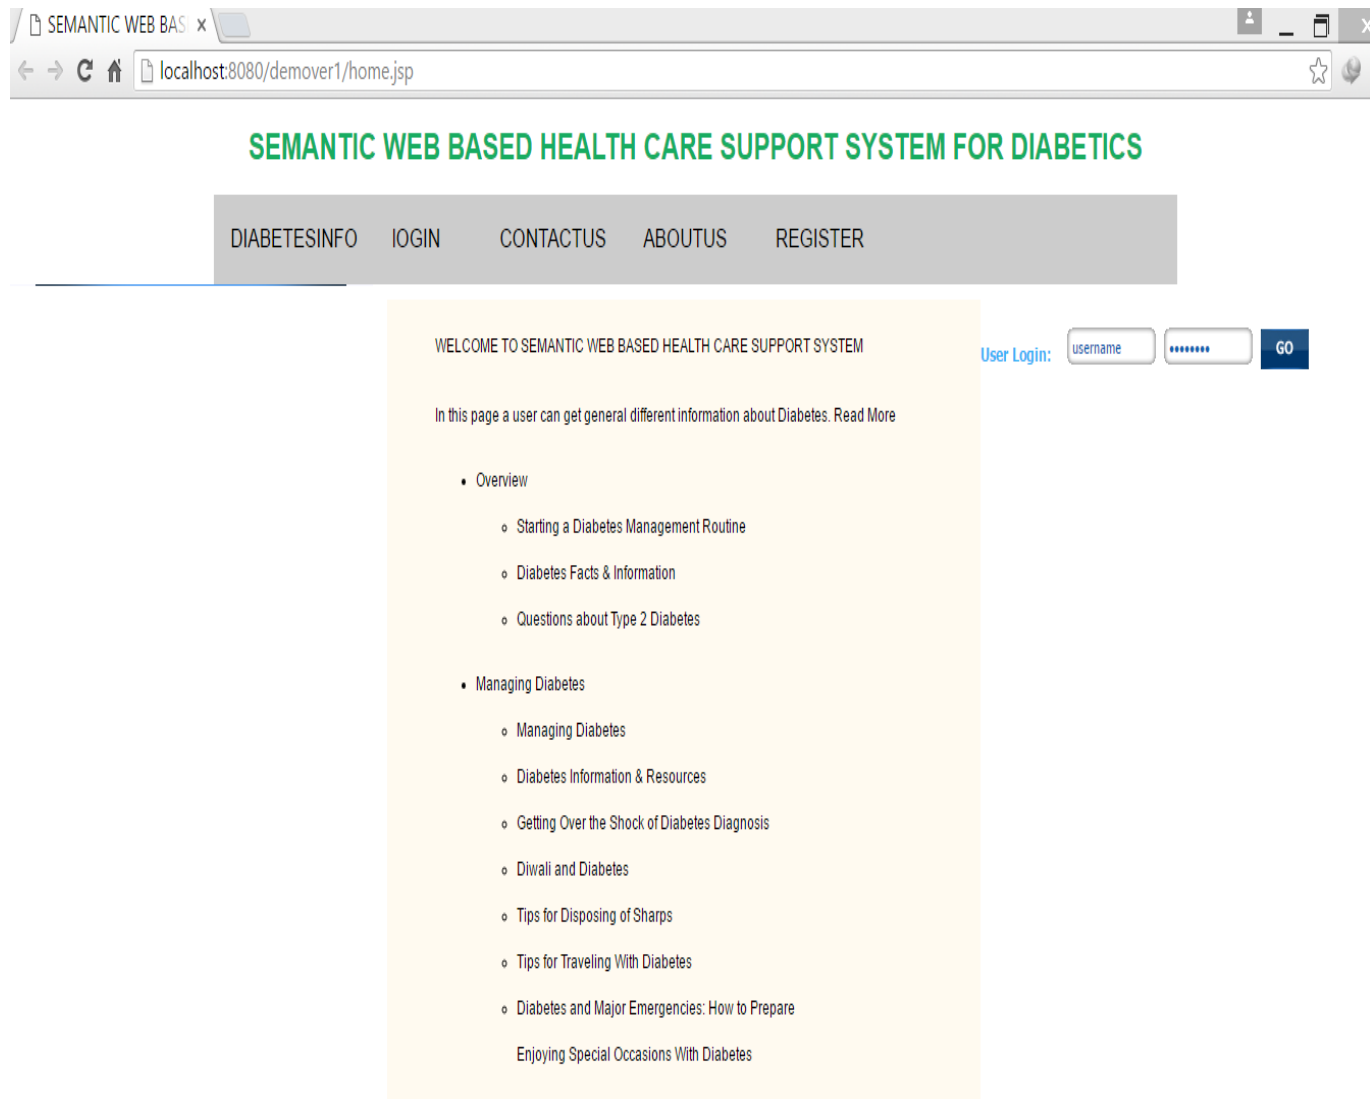 SEMANTIC WEB BAS
localhost:8080/demover1/home.jsp
SEMANTIC WEB BASED HEALTH CARE SUPPORT SYSTEM FOR DIABETICS
DIABETESINFO lOGIN CONTACTUS ABOUTUS REGISTER
WELCOME TO SEMANTIC WEB BASED HEALTH CARE SUPPORT SYSTEM
User Login: username •••••••• GO
In this page a user can get general different information about Diabetes. Read More
• Overview
Starting a Diabetes Management Routine
Diabetes Facts & Information
Questions about Type 2 Diabetes
• Managing Diabetes
Managing Diabetes
Diabetes Information & Resources
Getting Over the Shock of Diabetes Diagnosis
Diwali and Diabetes
Tips for Disposing of Sharps
Tips for Traveling With Diabetes
Diabetes and Major Emergencies: How to Prepare
Enjoying Special Occasions With Diabetes